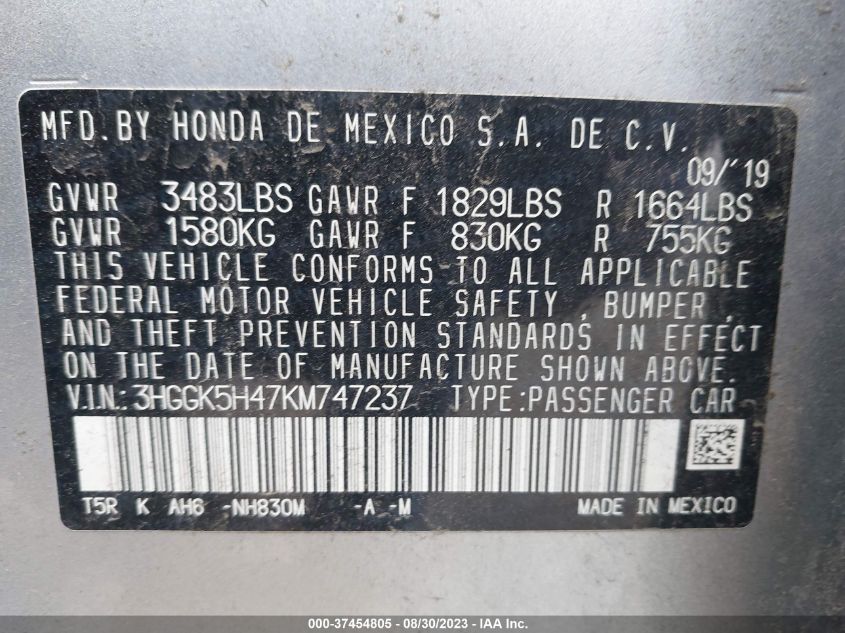 MFD. BY HONDA DE MEXICO S.A. DE C.V.
09/'19
GVWR 3483LBS GAWR F 1829LBS R 1664LBS
GVWR 1580KG GAWR F 830KG R 755KG
THIS VEHICLE CONFORMS TO ALL APPLICABLE
FEDERAL MOTOR VEHICLE SAFETY , BUMPER ,
AND THEFT PREVENTION STANDARDS IN EFFECT
ON THE DATE OF MANUFACTURE SHOWN ABOVE.
V.I.N.: 3HGGK5H47KM747237 TYPE:PASSENGER CAR
T5R K AH6 -NH830M -A -M MADE IN MEXICO
000-37454805 - 08/30/2023 - IAA Inc.